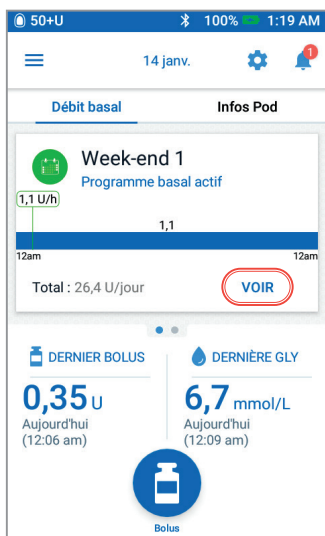 50+U 100% 1:19 AM
14 janv. 1
Débit basal Infos Pod
Week-end 1
Programme basal actif
1,1 U/h
1,1
12am 12am
Total : 26,4 U/jour VOIR
DERNIER BOLUS DERNIÈRE GLY
0,35 U 6,7 mmol/L
Aujourd'hui Aujourd'hui
(12:06 am) (12:09 am)
Bolus